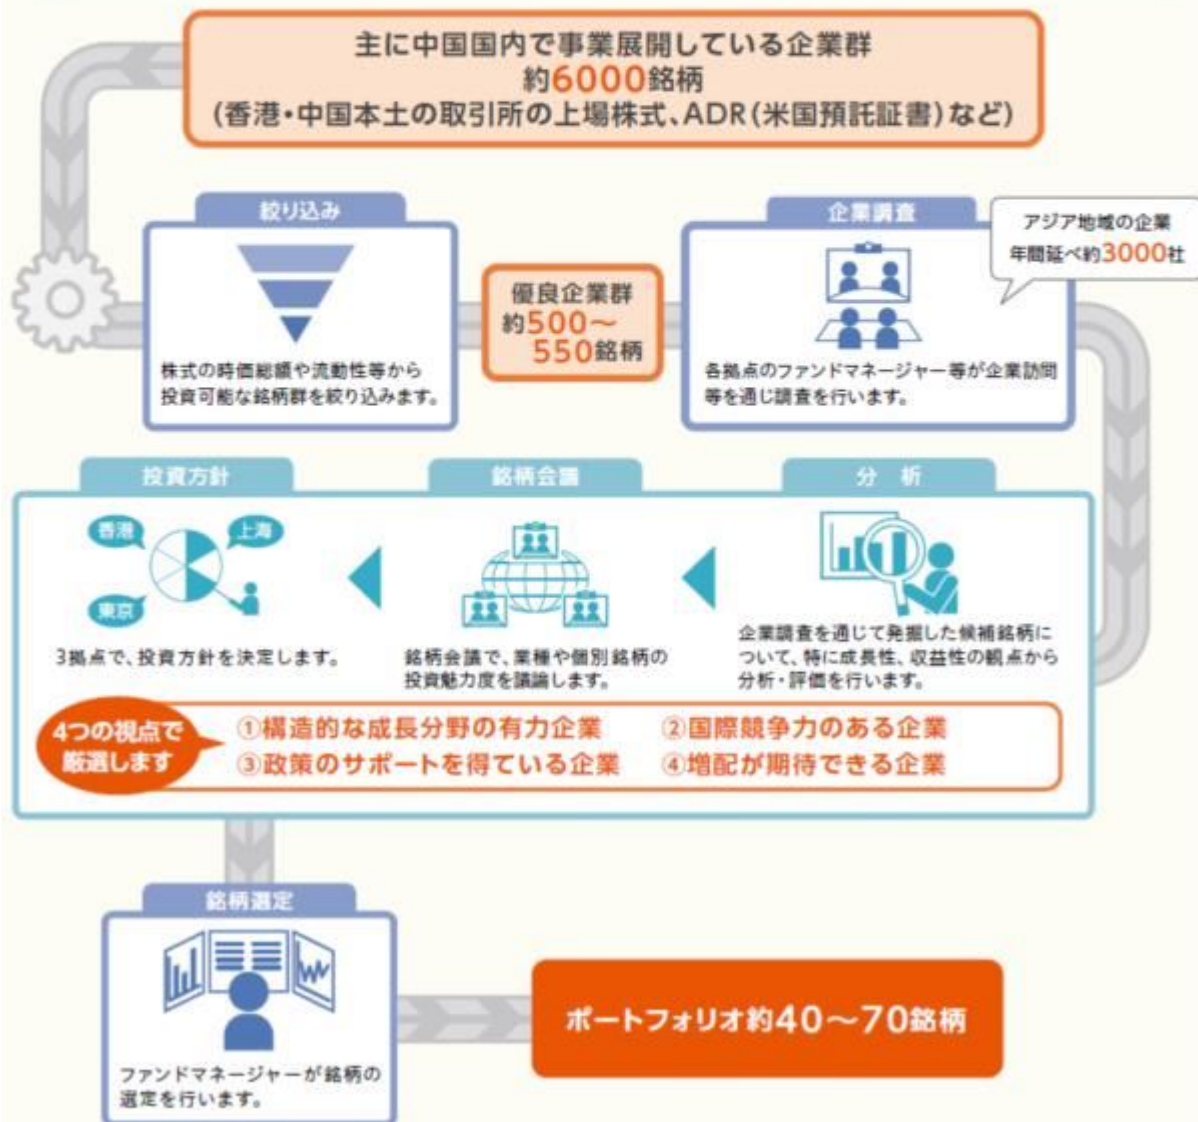 主に中国国内で事業展開している企業群
約6000銘柄
(香港・中国本土の取引所の上場株式、ADR(米国預託証書)など)
絞り込み
株式の時価総額や流動性等から
投資可能な銘柄群を絞り込みます。
優良企業群
約500～
550銘柄
企業調査
アジア地域の企業
年間延べ約3000社
各拠点のファンドマネージャー等が企業訪問
等を通じ調査を行います。
分 析
企業調査を通じて発掘した候補銘柄に
ついて、特に成長性、収益性の観点から
分析・評価を行います。
銘柄会議
銘柄会議で、業種や個別銘柄の
投資魅力度を議論します。
投資方針
香港
上海
東京
3拠点で、投資方針を決定します。
4つの視点で
厳選します
①構造的な成長分野の有力企業
②国際競争力のある企業
③政策のサポートを得ている企業
④増配が期待できる企業
銘柄選定
ファンドマネージャーが銘柄の
選定を行います。
ポートフォリオ約40～70銘柄